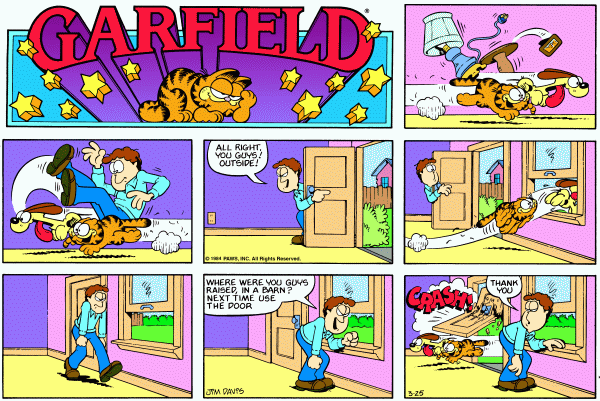 GARFIELD
®
ALL RIGHT,
YOU GUYS!
OUTSIDE!
© 1984 PAWS, INC. All Rights Reserved.
WHERE WERE YOU GUYS
RAISED, IN A BARN?
NEXT TIME USE
THE DOOR
JIM DAVIS
CRASH!
THANK
YOU
3-25